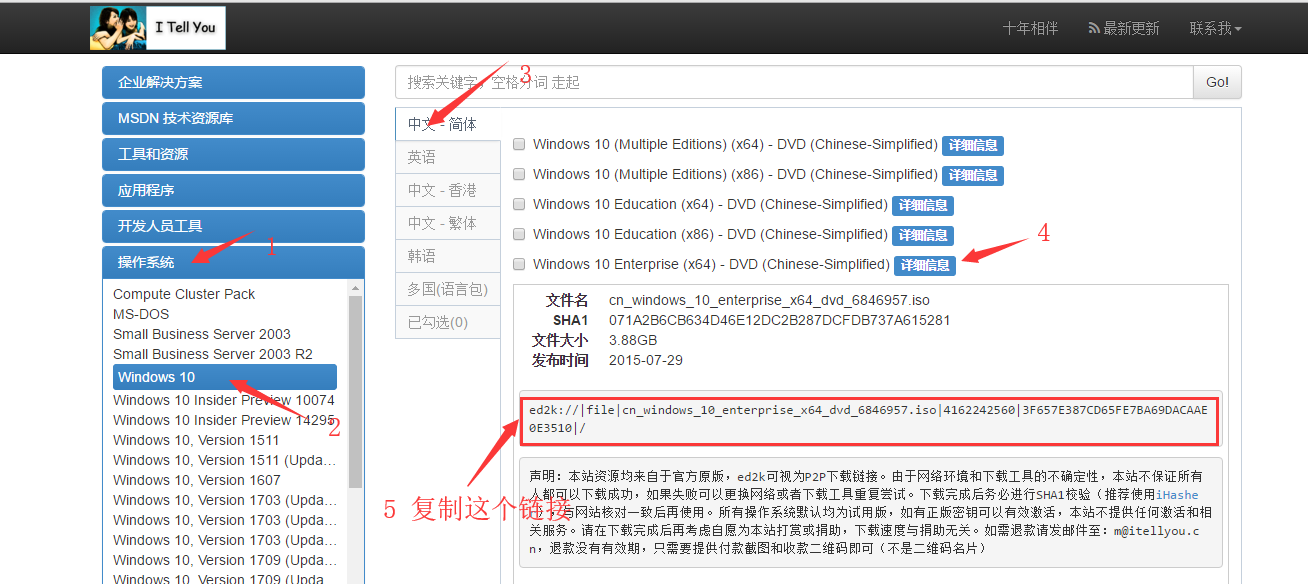 I Tell You
十年相伴
最新更新
联系我
企业解决方案
MSDN 技术资源库
工具和资源
应用程序
开发人员工具
1
操作系统
Compute Cluster Pack
MS-DOS
Small Business Server 2003
Small Business Server 2003 R2
Windows 10
Windows 10 Insider Preview 10074
Windows 10 Insider Preview 14295
2
Windows 10, Version 1511
Windows 10, Version 1511 (Upda...
Windows 10, Version 1607
Windows 10, Version 1703 (Upda...
Windows 10, Version 1703 (Upda...
Windows 10, Version 1703 (Upda...
Windows 10, Version 1709 (Upda...
Windows 10, Version 1709 (Upda
搜索关键字，空格分词 走起
Go!
3
中文 - 简体
英语
中文 - 香港
中文 - 繁体
韩语
多国(语言包)
已勾选(0)
Windows 10 (Multiple Editions) (x64) - DVD (Chinese-Simplified) 详细信息
Windows 10 (Multiple Editions) (x86) - DVD (Chinese-Simplified) 详细信息
Windows 10 Education (x64) - DVD (Chinese-Simplified) 详细信息
Windows 10 Education (x86) - DVD (Chinese-Simplified) 详细信息
4
Windows 10 Enterprise (x64) - DVD (Chinese-Simplified) 详细信息
文件名 cn_windows_10_enterprise_x64_dvd_6846957.iso
SHA1 071A2B6CB634D46E12DC2B287DCFDB737A615281
文件大小 3.88GB
发布时间 2015-07-29
ed2k://|file|cn_windows_10_enterprise_x64_dvd_6846957.iso|4162242560|3F657E387CD65FE7BA69DACAAE
0E3510|/
5 复制这个链接
声明：本站资源均来自于官方原版，ed2k可视为P2P下载链接。由于网络环境和下载工具的不确定性，本站不保证所有
人都可以下载成功，如果失败可以更换网络或者下载工具重复尝试。下载完成后务必进行SHA1校验（推荐使用iHashe
与网站核对一致后再使用。所有操作系统默认均为试用版，如有正版密钥可以有效激活，本站不提供任何激活和相
关服务。请在下载完成后再考虑自愿为本站打赏或捐助，下载速度与捐助无关。如需退款请发邮件至：m@itellyou.c
n，退款没有有效期，只需要提供付款截图和收款二维码即可（不是二维码名片）